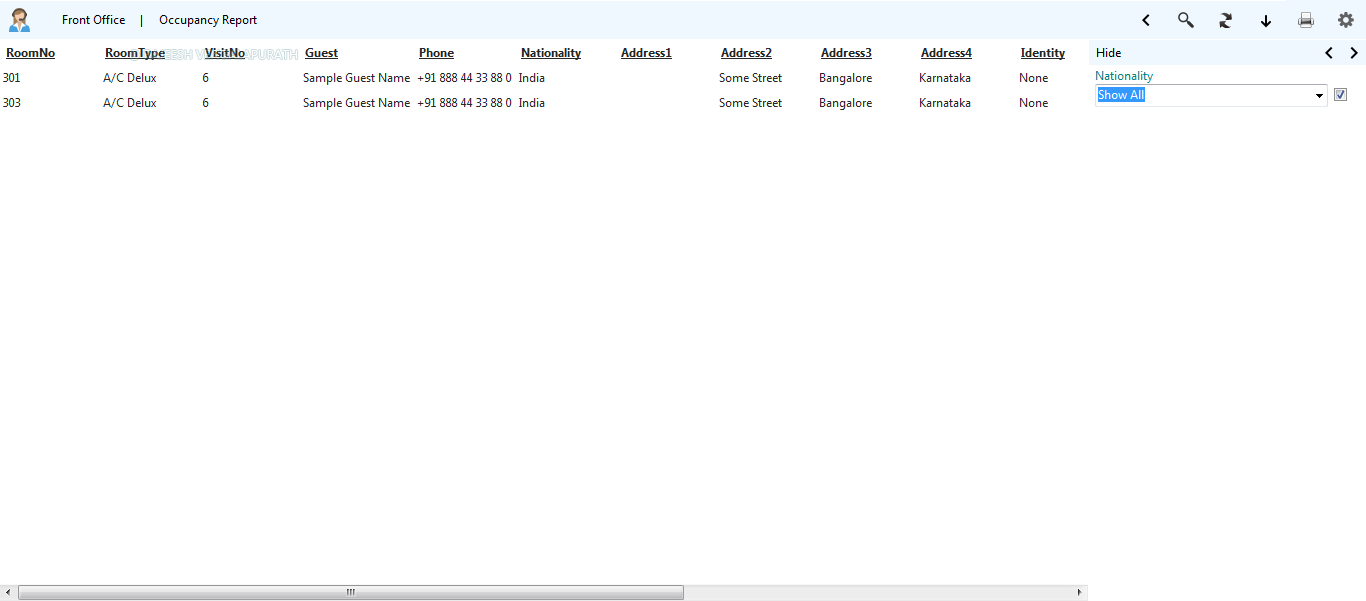 Front Office | Occupancy Report
RoomNo RoomType VisitNo Guest Phone Nationality Address1 Address2 Address3 Address4 Identity Hide
301 A/C Delux 6 Sample Guest Name +91 888 44 33 88 0 India Some Street Bangalore Karnataka None Nationality
Show All
303 A/C Delux 6 Sample Guest Name +91 888 44 33 88 0 India Some Street Bangalore Karnataka None